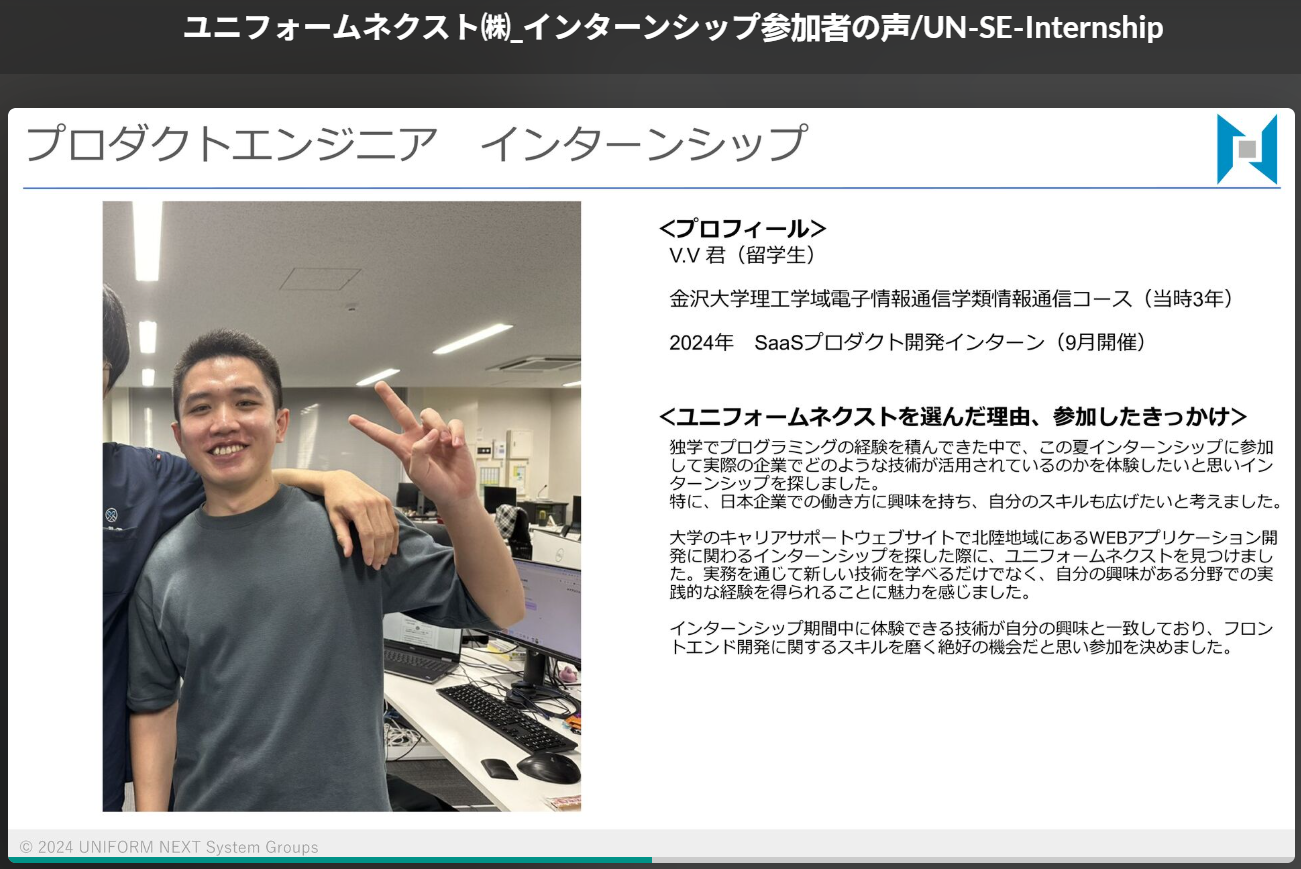 ユニフォームネクスト㈱_インターンシップ参加者の声/UN-SE-Internship
プロダクトエンジニア　インターンシップ
＜プロフィール＞
V.V 君（留学生）
金沢大学理工学域電子情報通信学類情報通信コース（当時3年）
2024年　SaaSプロダクト開発インターン（9月開催）
＜ユニフォームネクストを選んだ理由、参加したきっかけ＞
独学でプログラミングの経験を積んできた中で、この夏インターンシップに参加
して実際の企業でどのような技術が活用されているのかを体験したいと思いイン
ターンシップを探しました。
特に、日本企業での働き方に興味を持ち、自分のスキルも広げたいと考えました。
大学のキャリアサポートウェブサイトで北陸地域にあるWEBアプリケーション開
発に関わるインターンシップを探した際に、ユニフォームネクストを見つけまし
た。実務を通じて新しい技術を学べるだけでなく、自分の興味がある分野での実
践的な経験を得られることに魅力を感じました。
インターンシップ期間中に体験できる技術が自分の興味と一致しており、フロン
トエンド開発に関するスキルを磨く絶好の機会だと思い参加を決めました。
© 2024 UNIFORM NEXT System Groups